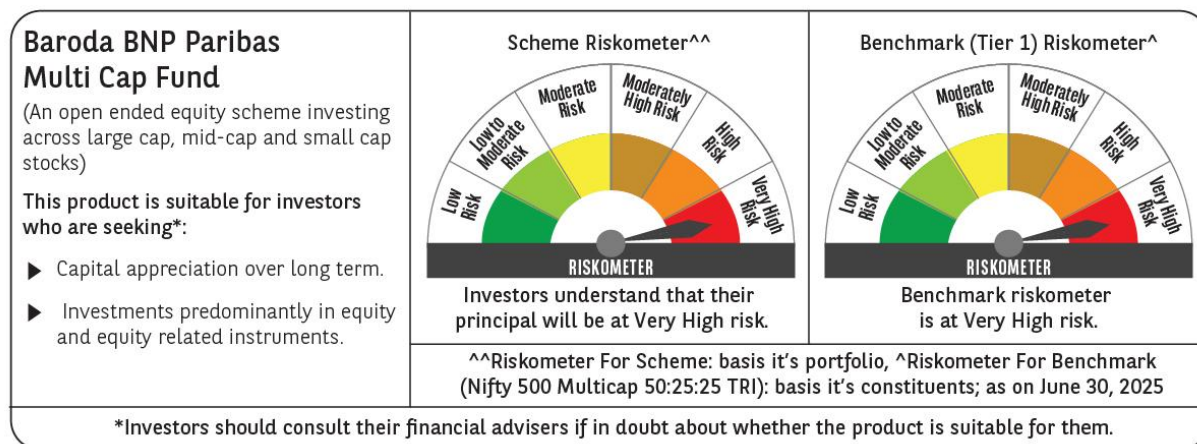 Baroda BNP Paribas
Multi Cap Fund
(An open ended equity scheme investing
across large cap, mid-cap and small cap
stocks)
This product is suitable for investors
who are seeking*:
▶ Capital appreciation over long term.
▶ Investments predominantly in equity
and equity related instruments.
Scheme Riskometer^^
Low
Risk
Low to
Moderate
Risk
Moderate
Risk
Moderately
High Risk
High
Risk
Very High
Risk
RISKOMETER
Investors understand that their
principal will be at Very High risk.
Benchmark (Tier 1) Riskometer^
Low
Risk
Low to
Moderate
Risk
Moderate
Risk
Moderately
High Risk
High
Risk
Very High
Risk
RISKOMETER
Benchmark riskometer
is at Very High risk.
^^Riskometer For Scheme: basis it's portfolio, ^Riskometer For Benchmark
(Nifty 500 Multicap 50:25:25 TRI): basis it's constituents; as on June 30, 2025
*Investors should consult their financial advisers if in doubt about whether the product is suitable for them.